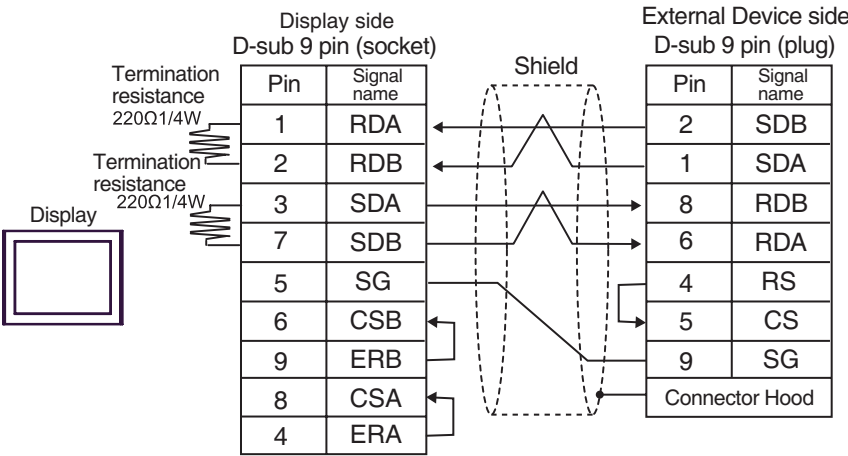 Display side
D-sub 9 pin (socket)
External Device side
D-sub 9 pin (plug)
Shield
Termination
resistance
220Ω1/4W
Termination
resistance
220Ω1/4W
Display
Pin Signal name
1 RDA
2 RDB
3 SDA
7 SDB
5 SG
6 CSB
9 ERB
8 CSA
4 ERA
Pin Signal name
2 SDB
1 SDA
8 RDB
6 RDA
4 RS
5 CS
9 SG
Connector Hood